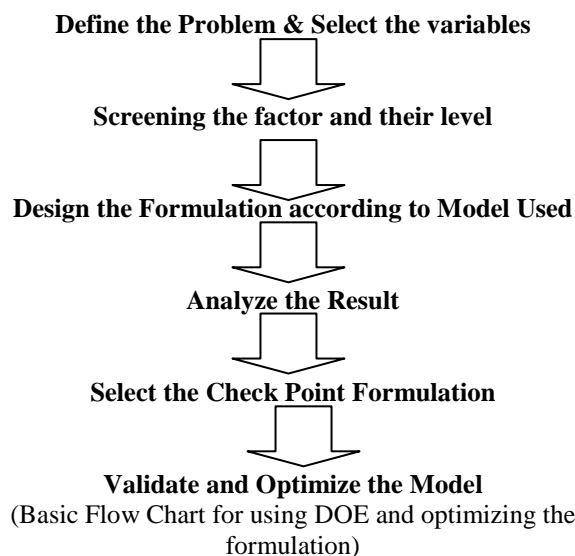 Define the Problem & Select the variables
Screening the factor and their level
Design the Formulation according to Model Used
Analyze the Result
Select the Check Point Formulation
Validate and Optimize the Model
(Basic Flow Chart for using DOE and optimizing the
formulation)